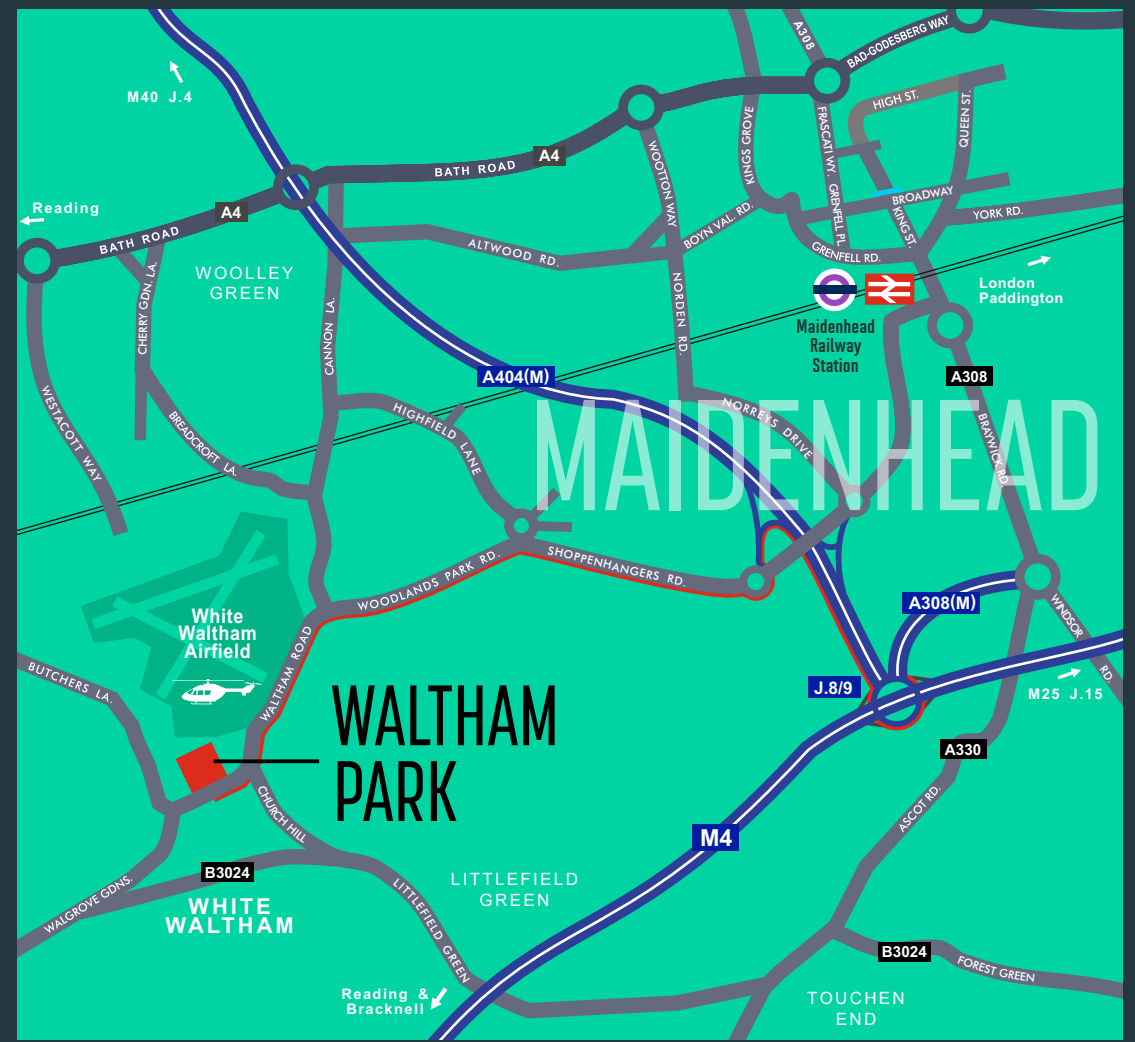 A308
BAD-GODESBERG WAY
M40 J.4
HIGH ST.
QUEEN ST.
KINGS GROVE
FRASCATI WY.
A4
BATH ROAD
WOOTTON WAY
Reading
A4
BATH ROAD
GRENFELL PL.
BROADWAY
KING ST.
YORK RD.
BOYN VAL. RD.
ALTWOOD RD.
GRENFELL RD.
WOOLLEY
GREEN
CHERRY GDN. LA.
CANNON LA.
NORDEN RD.
London
Paddington
Maidenhead
Railway
Station
A404(M)
A308
WESTACOTT WAY
BREADCROFT LA.
HIGHFIELD LANE
NORREYS DRIVE
MAIDENHEAD
BRAYWICK RD.
WOODLANDS PARK RD.
SHOPPENHANGERS RD.
A308(M)
WINDSOR RD.
White
Waltham
Airfield
WALTHAM ROAD
BUTCHERS LA.
J.8/9
M25 J.15
WALTHAM
PARK
A330
ASCOT RD.
CHURCH HILL
M4
B3024
WALGROVE GDNS.
WHITE
WALTHAM
LITTLEFIELD
GREEN
LITTLEFIELD GREEN
B3024
FOREST GREEN
Reading &
Bracknell
TOUCHEN
END